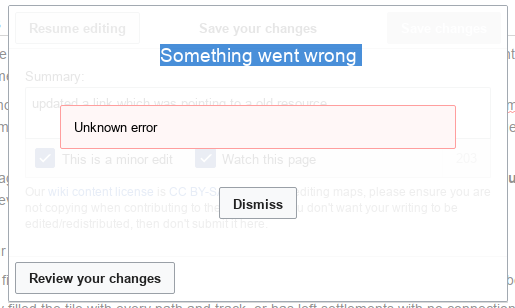 Resume editing Save your changes Save changes
Something went wrong
Summary:
updated a link which was pointing to a old resource
Unknown error
This is a minor edit Watch this page
Our wiki content license is CC BY-S editing maps, please ensure you are
not copying when contributing to the you don't want your writing to be
edited/redistributed, then don't submit it here
Dismiss
Review your changes
filled the tile with every path and track, or has left settlements with no connection